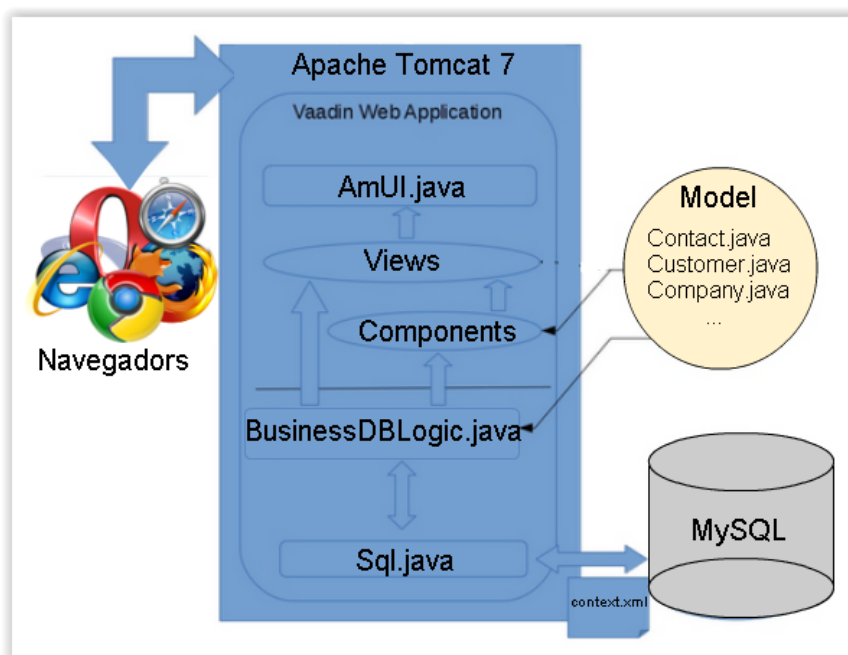 Apache Tomcat 7
Vaadin Web Application
AmUI.java
Views
Components
BusinessDBLogic.java
Sql.java
Navegadors
Model
Contact.java
Customer.java
Company.java
...
MySQL
context.xml